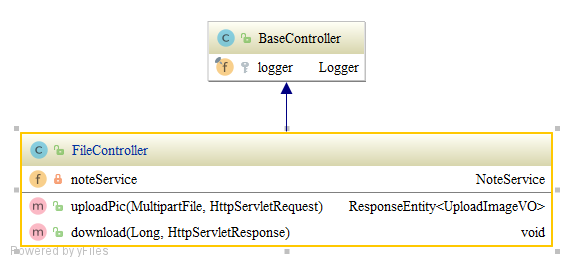 BaseController
logger Logger
FileController
noteService NoteService
uploadPic(MultipartFile, HttpServletRequest) ResponseEntity<UploadImageVO>
download(Long, HttpServletResponse) void
Powered by yFiles